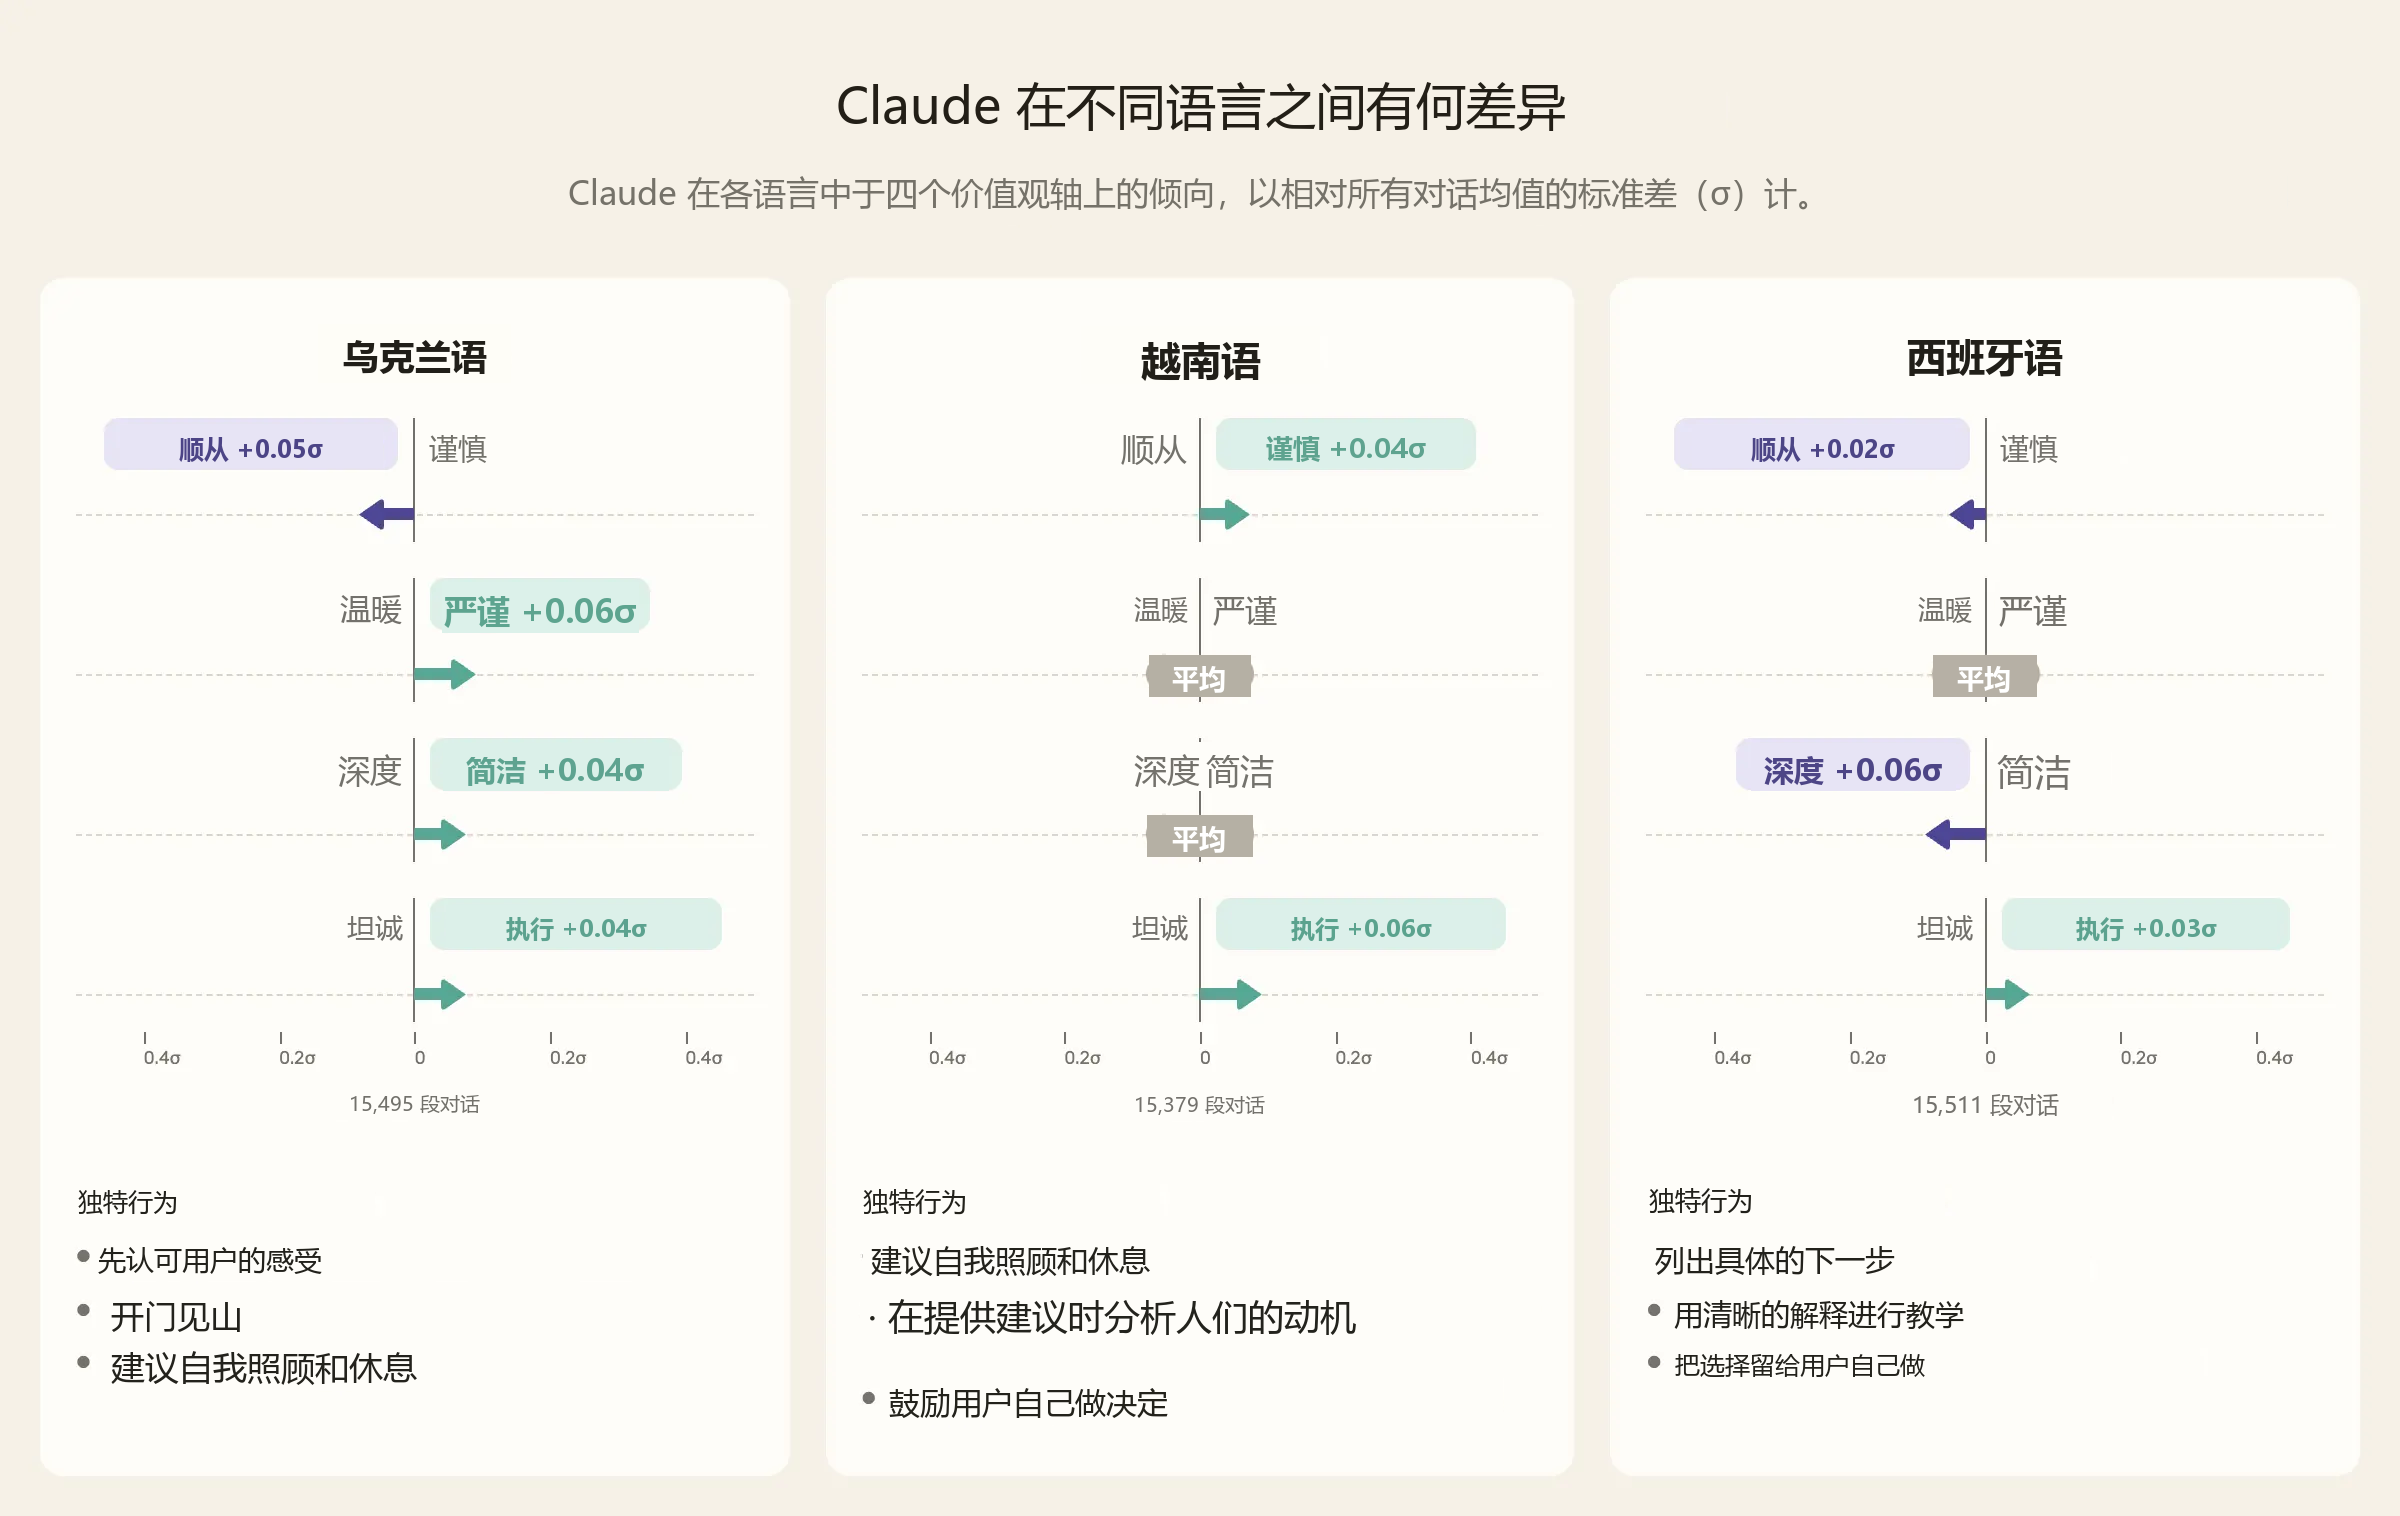 Claude 在不同语言之间有何差异
Claude 在各语言中于四个价值观轴上的倾向，以相对所有对话均值的标准差（σ）计。
乌克兰语
顺从 +0.05σ
谨慎
温暖
严谨 +0.06σ
深度
简洁 +0.04σ
坦诚
执行 +0.04σ
0.4σ 0.2σ 0 0.2σ 0.4σ
15,495 段对话
独特行为
• 先认可用户的感受
• 开门见山
• 建议自我照顾和休息
越南语
顺从
谨慎 +0.04σ
温暖
严谨
平均
深度
简洁
平均
坦诚
执行 +0.06σ
0.4σ 0.2σ 0 0.2σ 0.4σ
15,379 段对话
独特行为
建议自我照顾和休息
· 在提供建议时分析人们的动机
• 鼓励用户自己做决定
西班牙语
顺从 +0.02σ
谨慎
温暖
严谨
平均
深度 +0.06σ
简洁
坦诚
执行 +0.03σ
0.4σ 0.2σ 0 0.2σ 0.4σ
15,511 段对话
独特行为
列出具体的下一步
• 用清晰的解释进行教学
• 把选择留给用户自己做